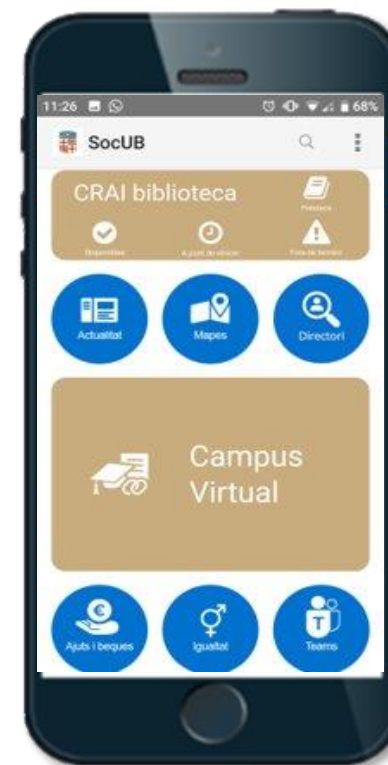 11:26
68%
SocUB
CRAI biblioteca
Préstecs
Disponibles
A punt de vèncer
Fora de termini
Actualitat
Mapes
Directori
Campus
Virtual
Ajuts i beques
Igualtat
Teams
T